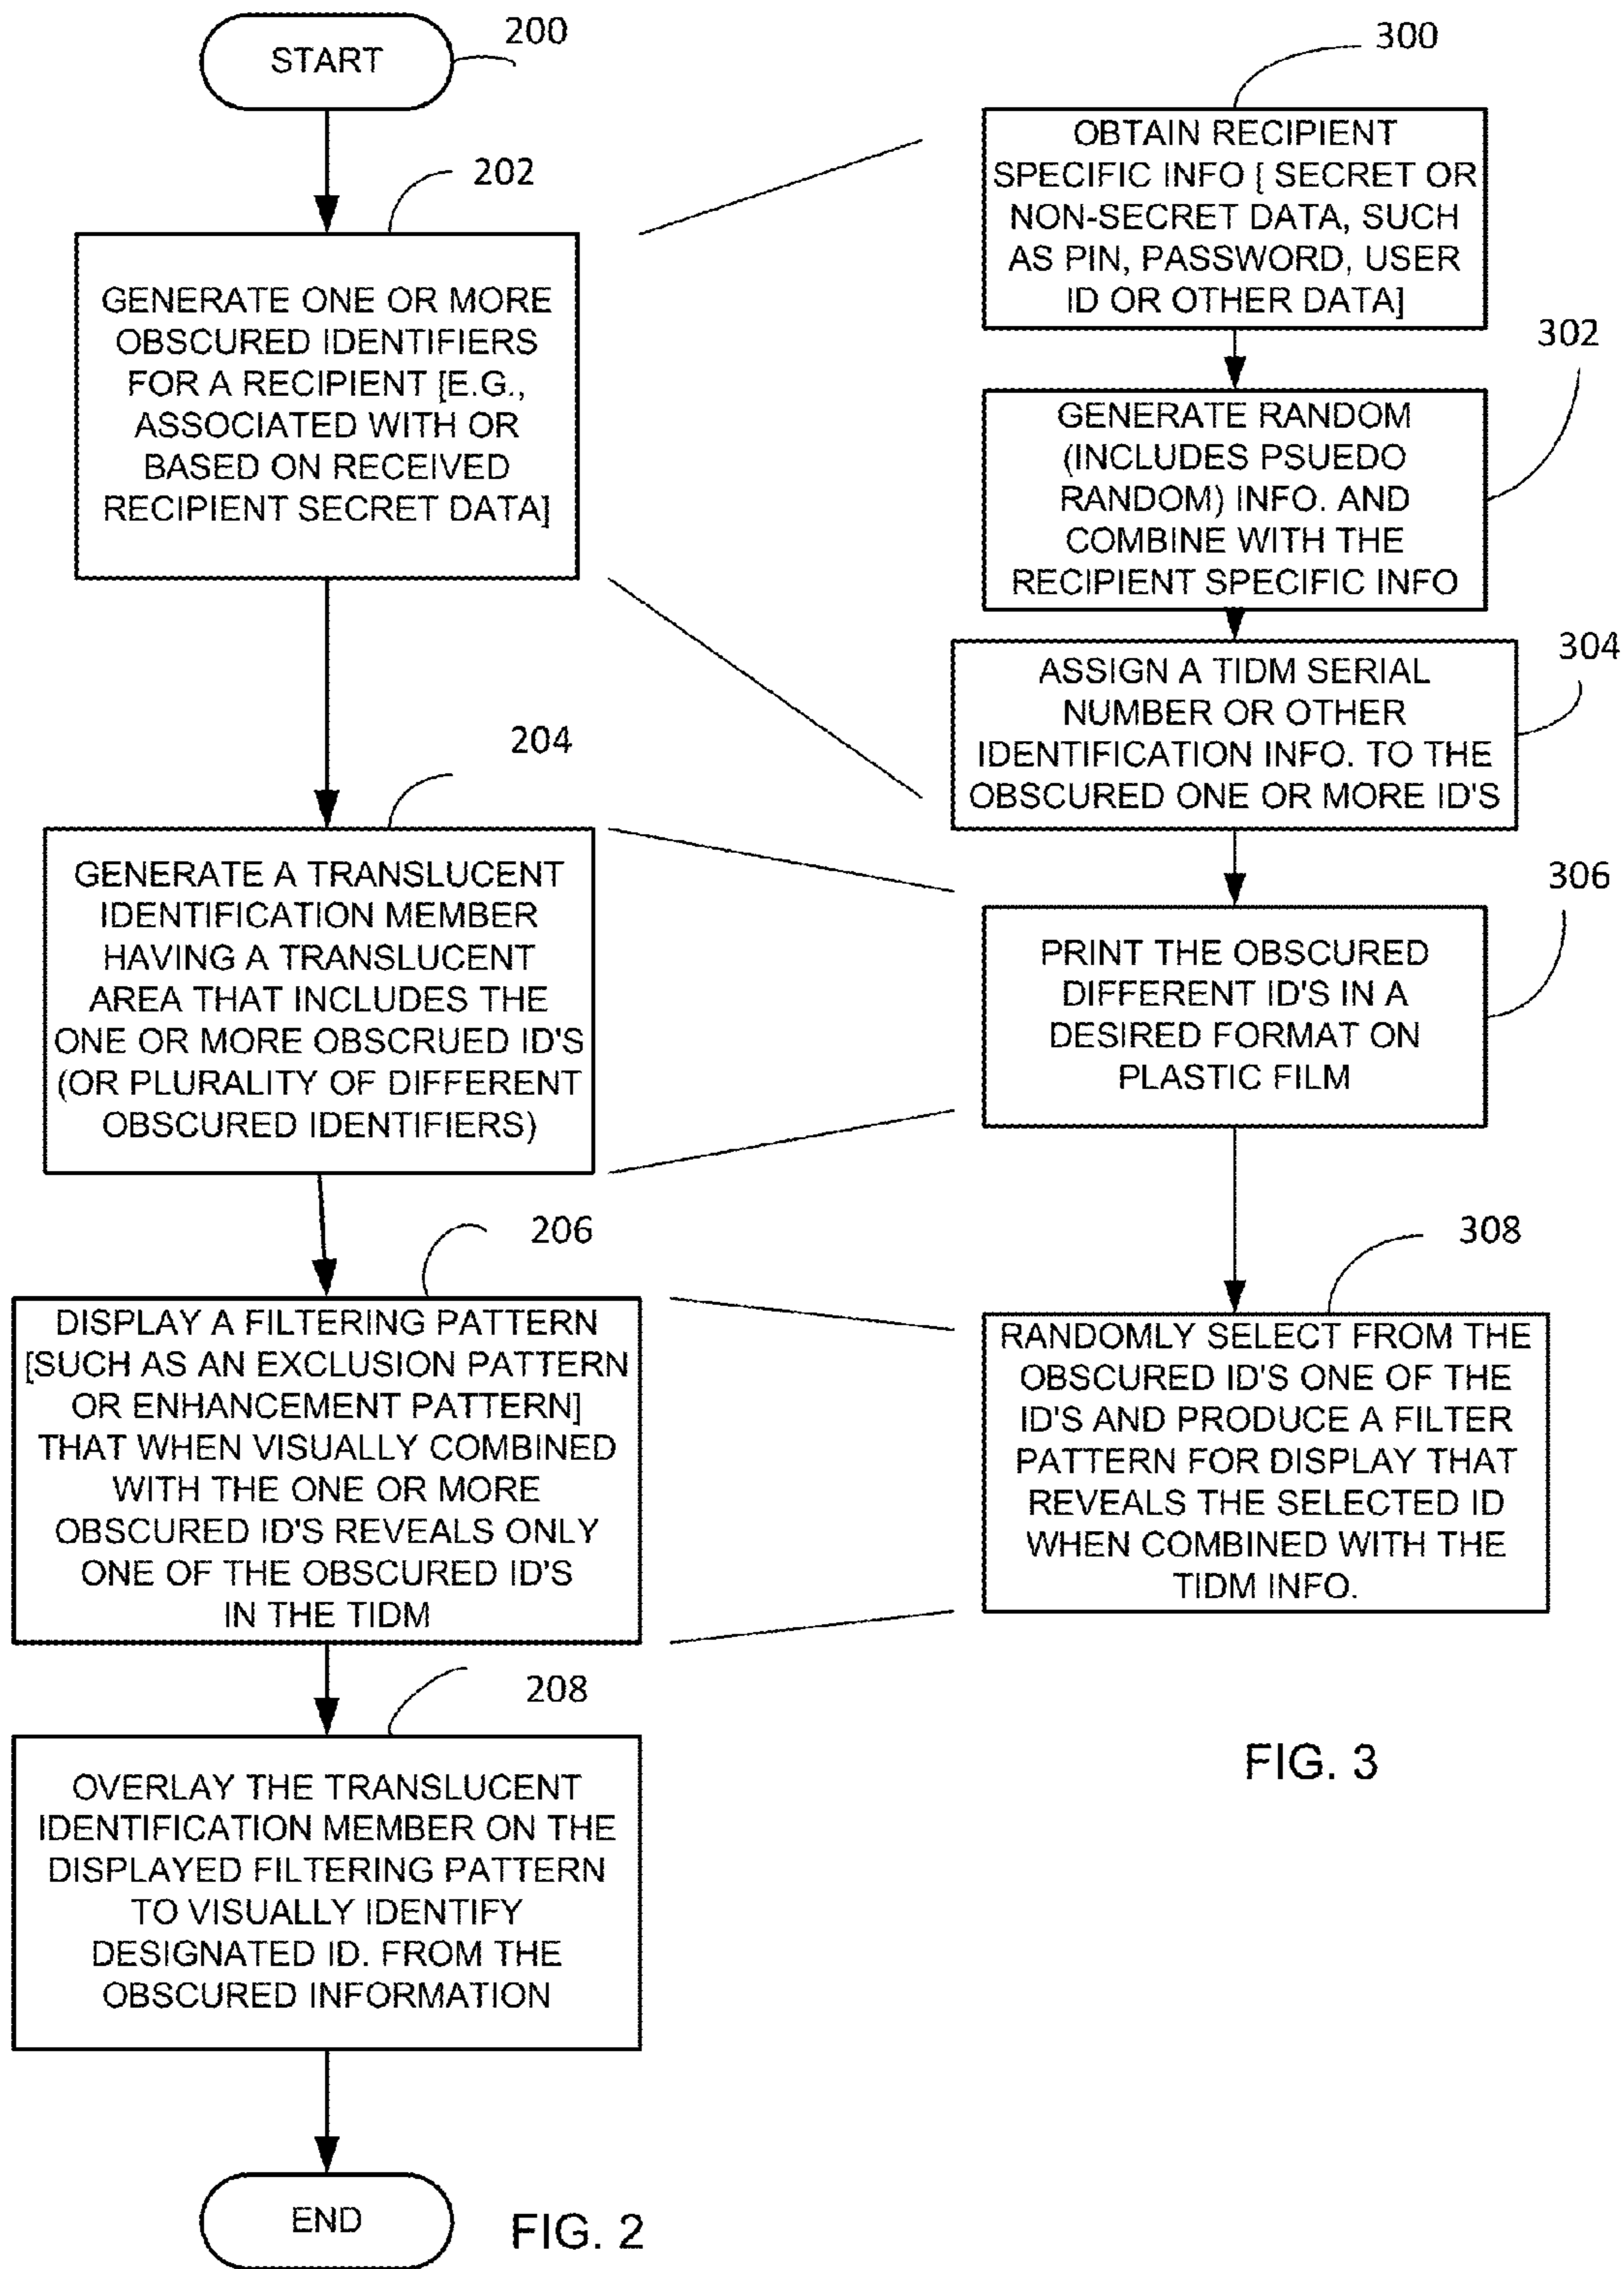 START
200
202
GENERATE ONE OR MORE
OBSCURED IDENTIFIERS
FOR A RECIPIENT [E.G.,
ASSOCIATED WITH OR
BASED ON RECEIVED
RECIPIENT SECRET DATA]
204
GENERATE A TRANSLUCENT
IDENTIFICATION MEMBER
HAVING A TRANSLUCENT
AREA THAT INCLUDES THE
ONE OR MORE OBSCRUED ID'S
(OR PLURALITY OF DIFFERENT
OBSCURED IDENTIFIERS)
206
DISPLAY A FILTERING PATTERN
[SUCH AS AN EXCLUSION PATTERN
OR ENHANCEMENT PATTERN]
THAT WHEN VISUALLY COMBINED
WITH THE ONE OR MORE
OBSCURED ID'S REVEALS ONLY
ONE OF THE OBSCURED ID'S
IN THE TIDM
208
OVERLAY THE TRANSLUCENT
IDENTIFICATION MEMBER ON THE
DISPLAYED FILTERING PATTERN
TO VISUALLY IDENTIFY
DESIGNATED ID. FROM THE
OBSCURED INFORMATION
END
FIG. 2
300
OBTAIN RECIPIENT
SPECIFIC INFO [ SECRET OR
NON-SECRET DATA, SUCH
AS PIN, PASSWORD, USER
ID OR OTHER DATA]
302
GENERATE RANDOM
(INCLUDES PSUEDO
RANDOM) INFO. AND
COMBINE WITH THE
RECIPIENT SPECIFIC INFO
304
ASSIGN A TIDM SERIAL
NUMBER OR OTHER
IDENTIFICATION INFO. TO THE
OBSCURED ONE OR MORE ID'S
306
PRINT THE OBSCURED
DIFFERENT ID'S IN A
DESIRED FORMAT ON
PLASTIC FILM
308
RANDOMLY SELECT FROM THE
OBSCURED ID'S ONE OF THE
ID'S AND PRODUCE A FILTER
PATTERN FOR DISPLAY THAT
REVEALS THE SELECTED ID
WHEN COMBINED WITH THE
TIDM INFO.
FIG. 3